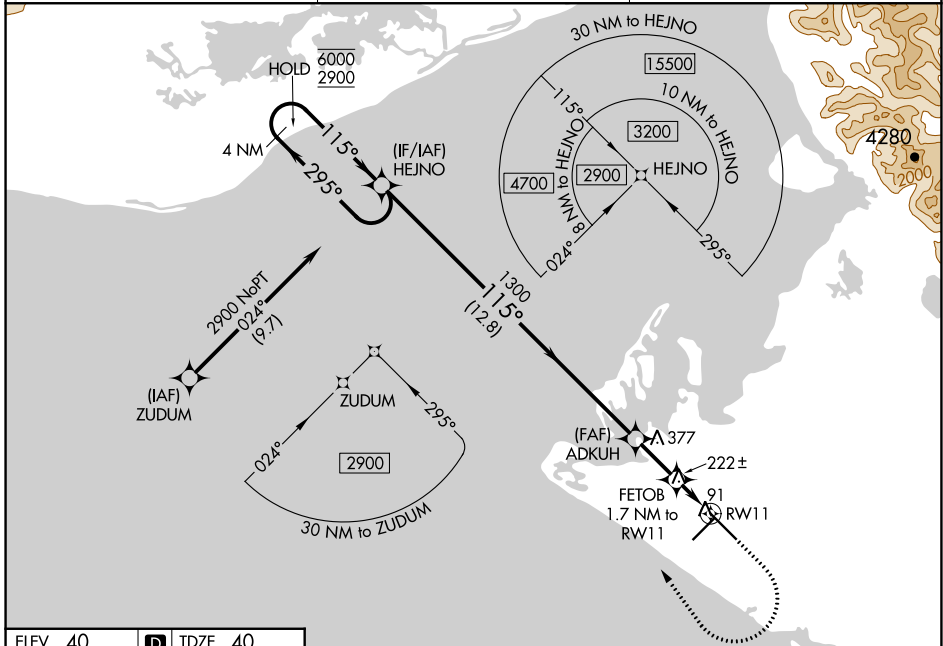 HOLD
6000
2900
4 NM
115°
295°
(IF/IAF)
HEJNO
30 NM to HEJNO
15500
10 NM to HEJNO
3200
115°
4700
8 NM to HEJNO
2900
HEJNO
024°
295°
4280
2000
2900 NoPT
024°
(9.7)
(IAF)
ZUDUM
1300
115°
(12.8)
ZUDUM
024°
295°
2900
30 NM to ZUDUM
(FAF)
ADKUH
377
222±
FETOB
1.7 NM to
RW11
91
RW11
ELEV 40
D
TDZE 40